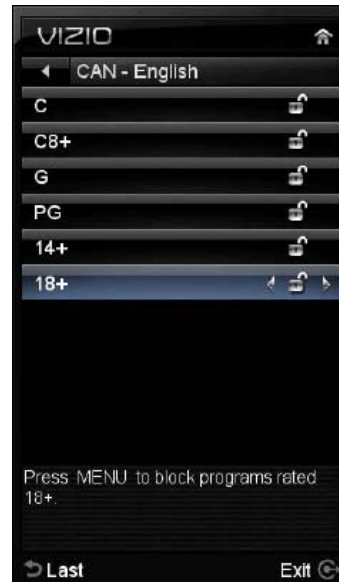 VIZIO
CAN - English
C
C8+
G
PG
14+
18+
Press MENU to block programs rated
18+.
Last Exit